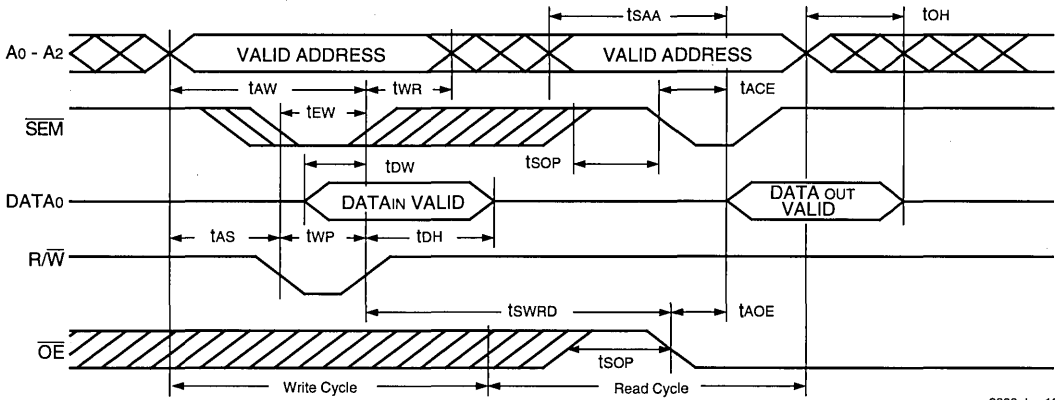 tSAA
tOH
A0 - A2
VALID ADDRESS
VALID ADDRESS
tAW
tWR
tACE
tEW
SEM
tSOP
tDW
DATA0
DATAIN VALID
DATA OUT
VALID
tAS
tWP
tDH
R/W
tSWRD
tAOE
OE
tSOP
Write Cycle
Read Cycle